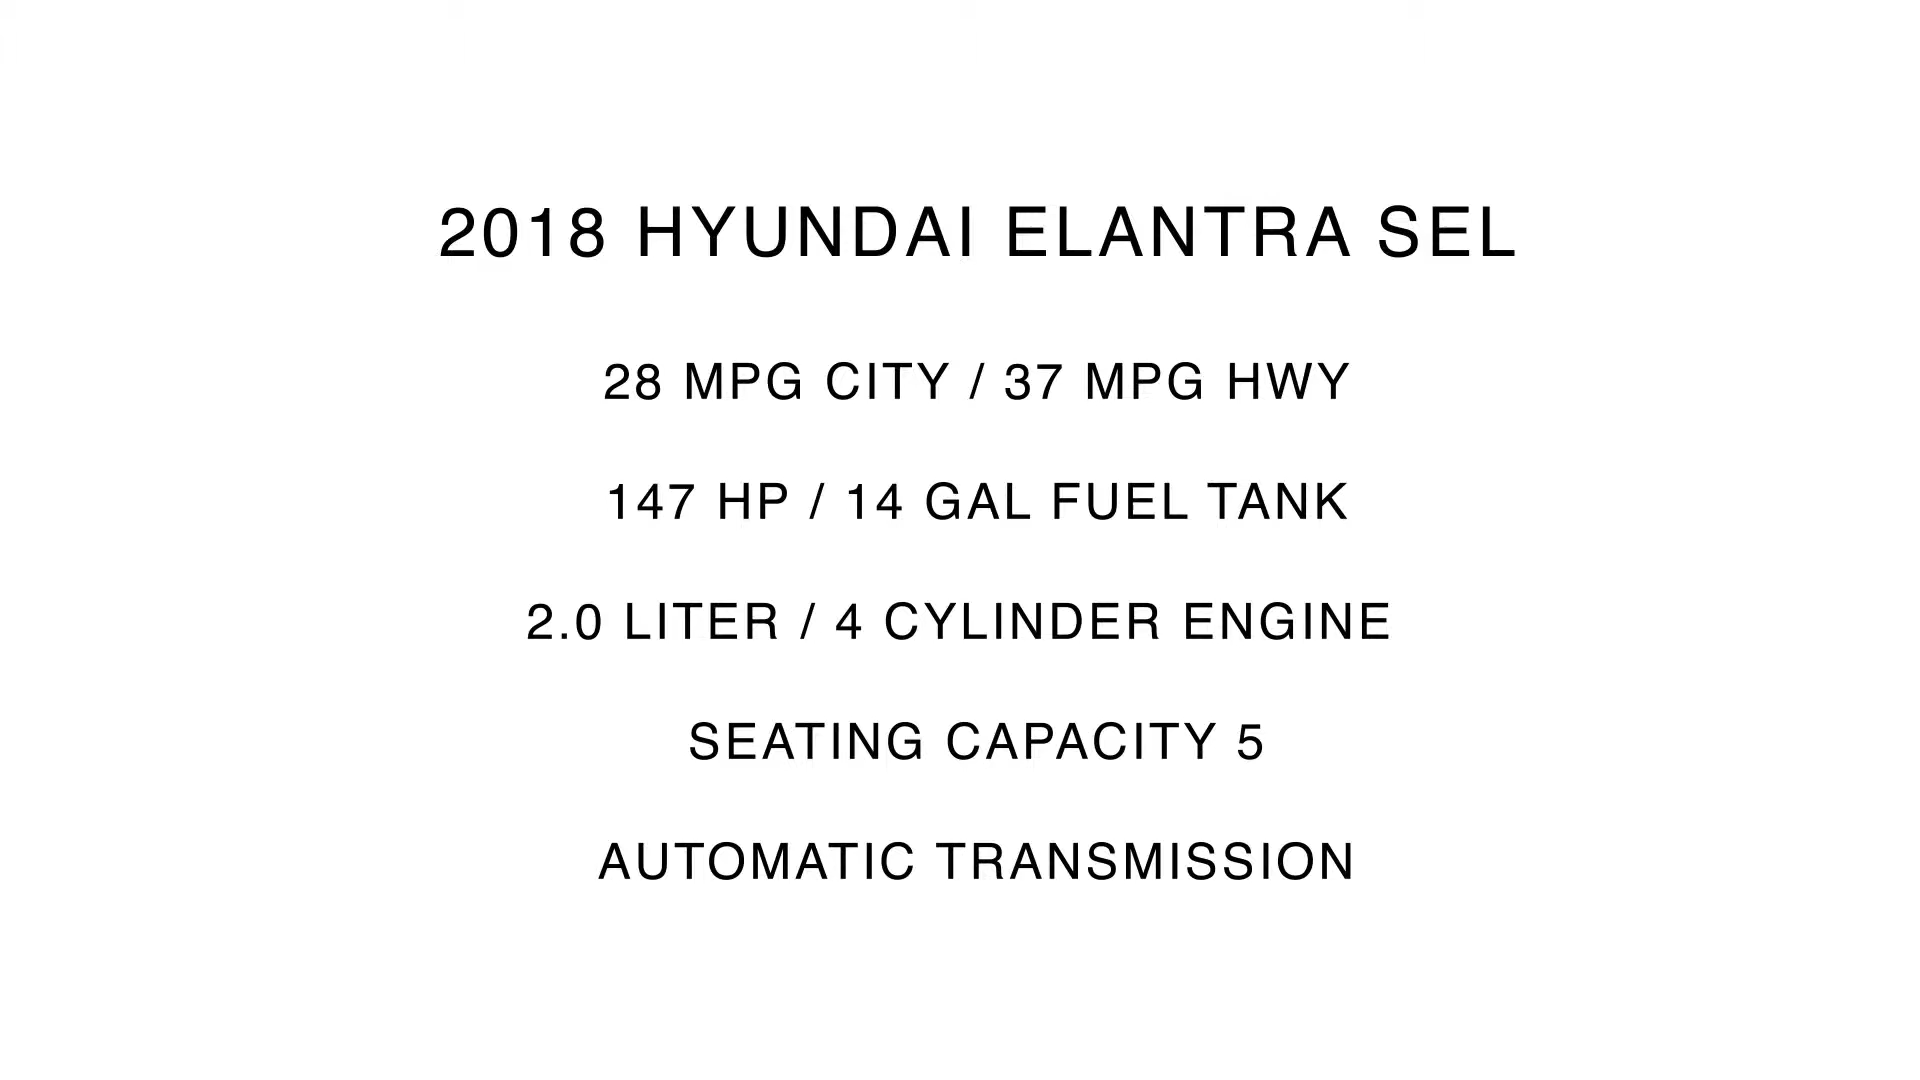 2018 HYUNDAI ELANTRA SEL
28 MPG CITY / 37 MPG HWY
147 HP / 14 GAL FUEL TANK
2.0 LITER / 4 CYLINDER ENGINE
SEATING CAPACITY 5
AUTOMATIC TRANSMISSION